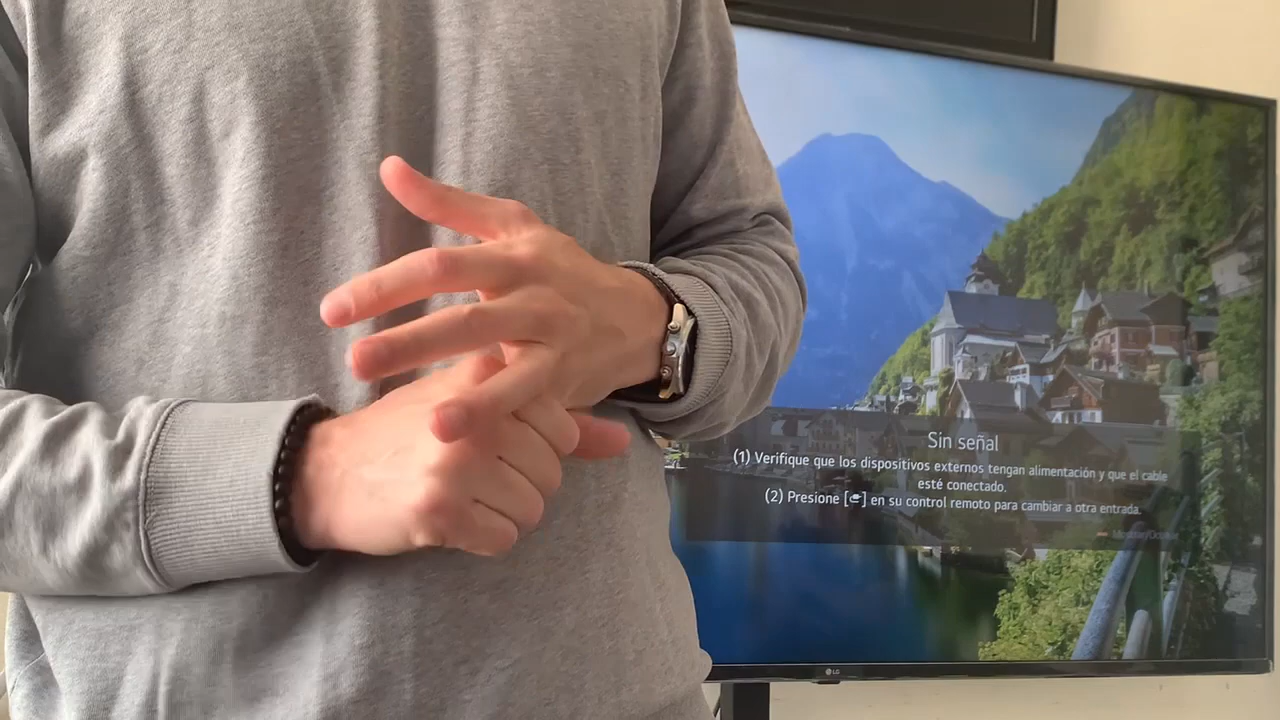 Sin señal
(1) Verifique que los dispositivos externos tengan alimentación y que el cable
esté conectado.
(2) Presione [⮐] en su control remoto para cambiar a otra entrada.
LG